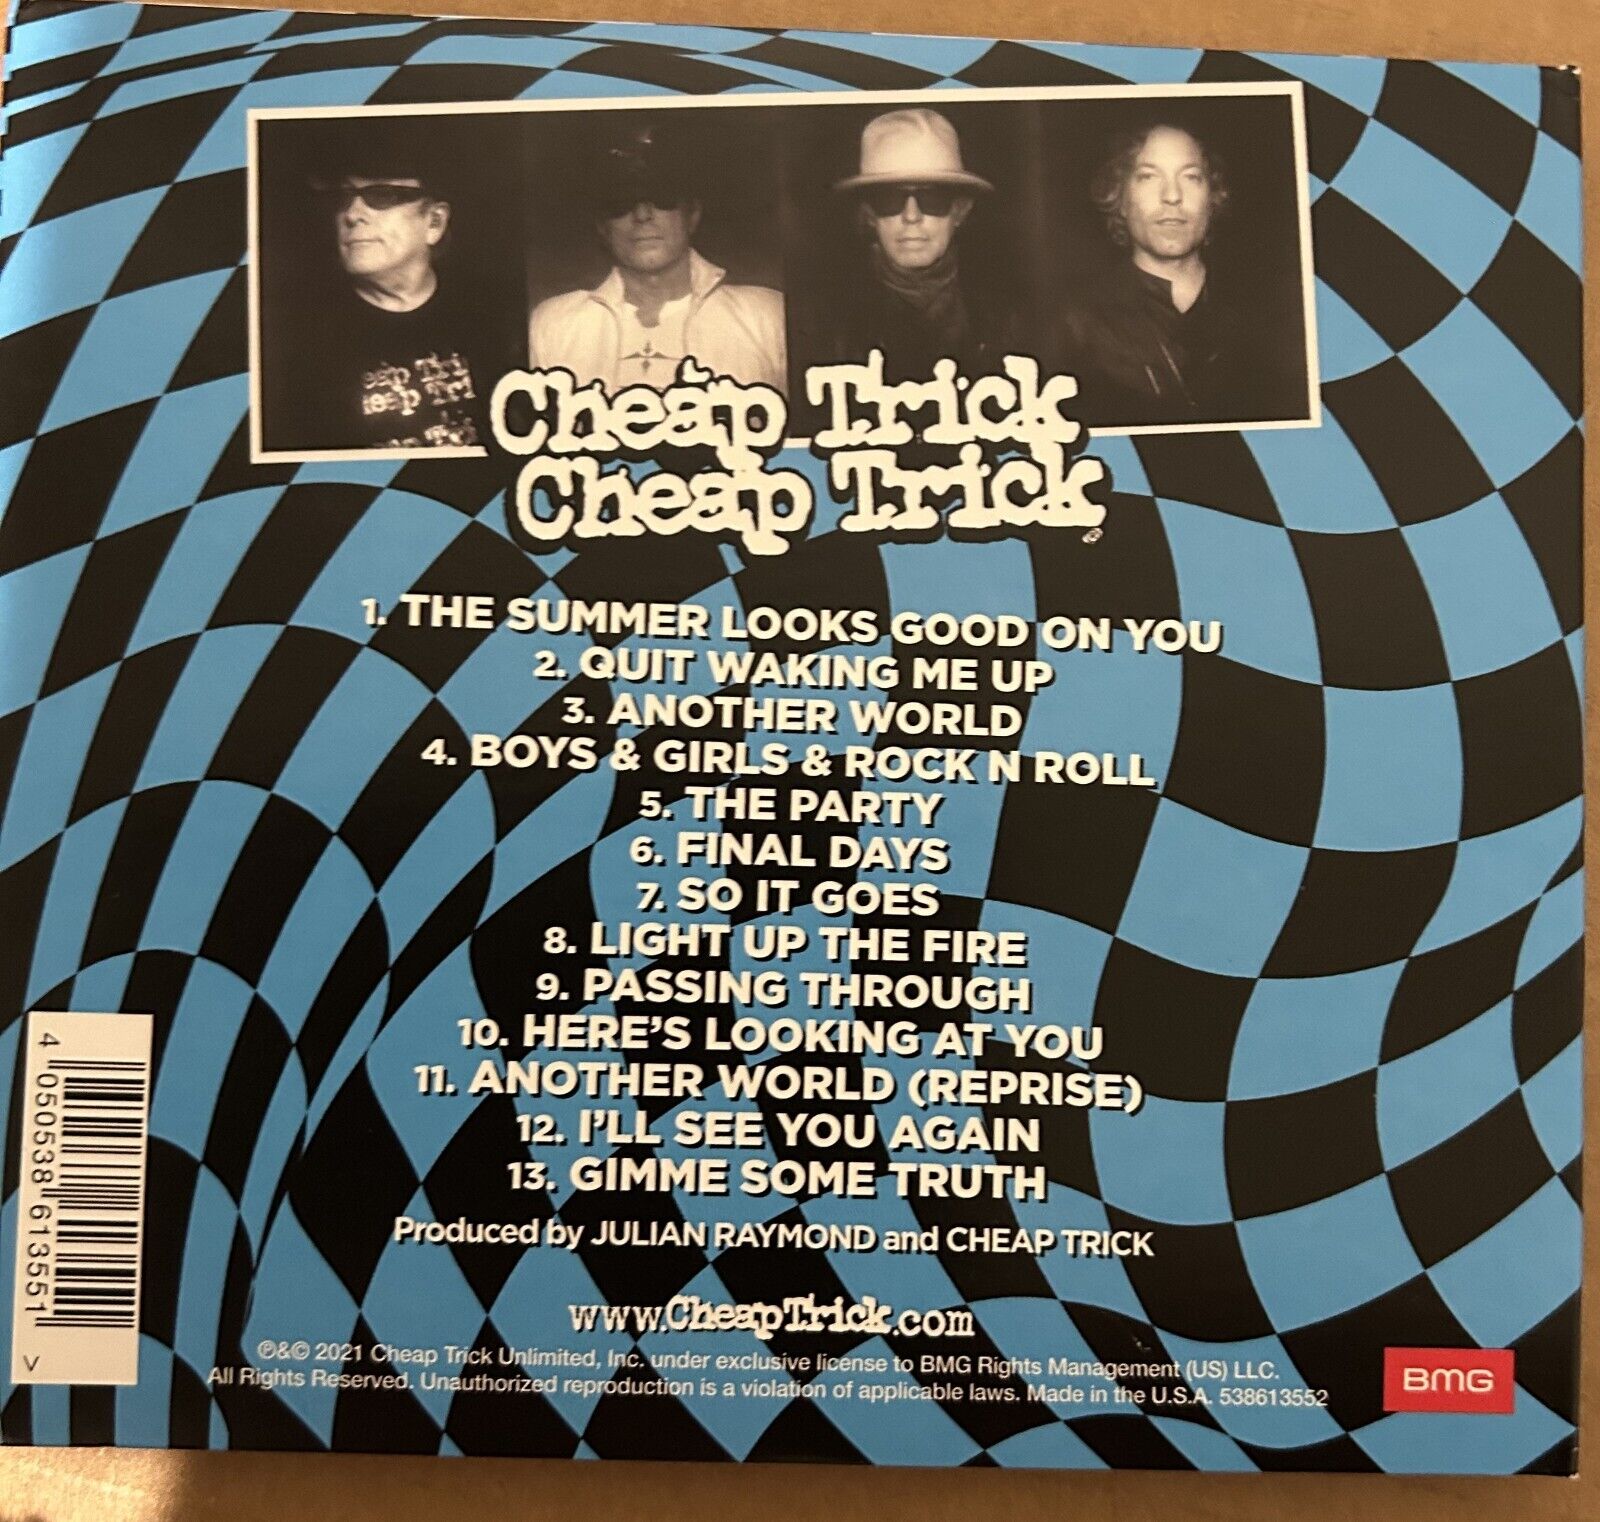 eap Tri
eap Tri
Cheap Trick
Cheap Trick
1. THE SUMMER LOOKS GOOD ON YOU
2. QUIT WAKING ME UP
3. ANOTHER WORLD
4. BOYS & GIRLS & ROCK N ROLL
5. THE PARTY
6. FINAL DAYS
7. SO IT GOES
8. LIGHT UP THE FIRE
9. PASSING THROUGH
10. HERE'S LOOKING AT YOU
11. ANOTHER WORLD (REPRISE)
12. I'LL SEE YOU AGAIN
13. GIMME SOME TRUTH
Produced by JULIAN RAYMOND and CHEAP TRICK
www.CheapTrick.com
℗&© 2021 Cheap Trick Unlimited, Inc. under exclusive license to BMG Rights Management (US) LLC.
All Rights Reserved. Unauthorized reproduction is a violation of applicable laws. Made in the U.S.A. 538613552
BMG
4 050538 613551
V